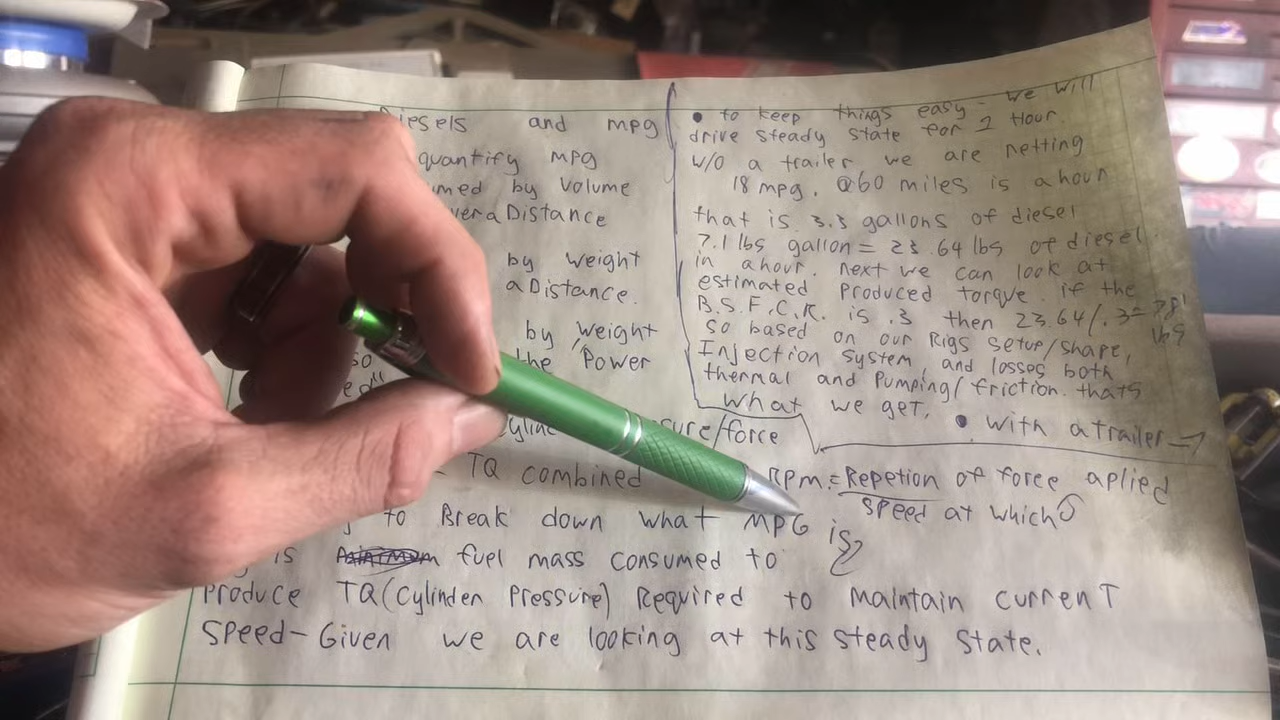 Diesels and mpg
quantify mpg
by Volume
a Distance
by weight
a Distance.
by weight
the Power
force
TQ combined
to Break down what MPG is
is fuel mass consumed to
Produce TQ (Cylinder Pressure) Required to Maintain current
Speed - Given we are looking at this steady state.
• to keep things easy - we will
drive steady state for 1 Hour
w/o a trailer we are netting
18 mpg. @60 miles is a hour
that is 3.3 gallons of diesel
7.1 lbs gallon = 23.64 lbs of diesel
in a hour. next we can look at
estimated Produced torque. if the
B.S.F.C.R. is .3 then 23.64/.3= 78'
lbs
so based on our Rigs setup/shape,
Injection system, and losses both
thermal and Pumping/friction. thats
what we get.
• with a trailer →
RPM = Repetion of force aplied
speed at which